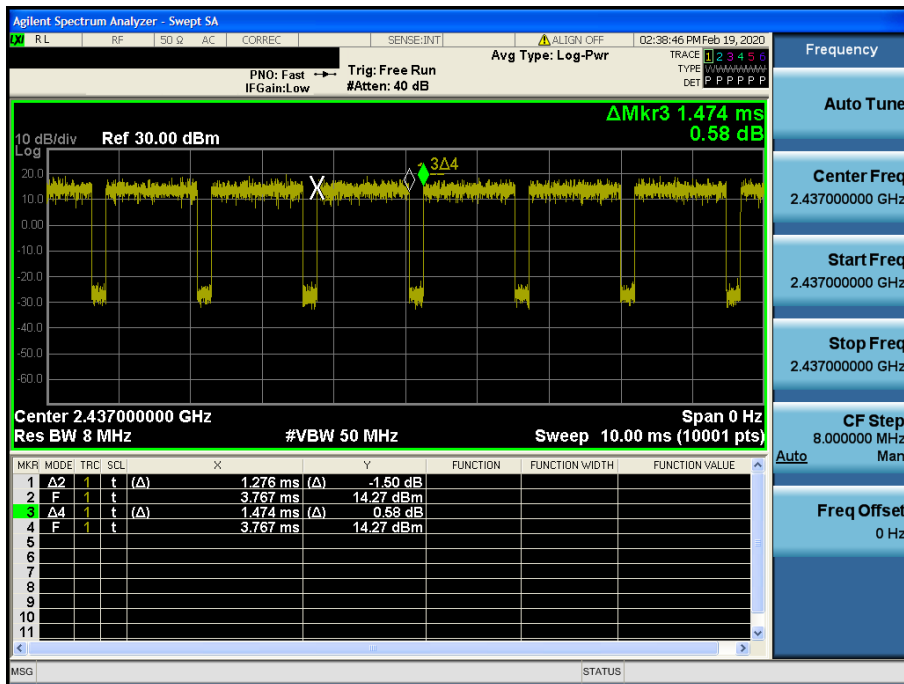 Agilent Spectrum Analyzer - Swept SA
LXI RL RF 50 Ω AC CORREC SENSE:INT ALIGN OFF 02:38:46 PM Feb 19, 2020
Frequency
Avg Type: Log-Pwr
TRACE 1 2 3 4 5 6
PNO: Fast Trig: Free Run
TYPE WWWWWW
IFGain:Low #Atten: 40 dB
DET P P P P P P
Auto Tune
ΔMkr3 1.474 ms
10 dB/div Ref 30.00 dBm 0.58 dB
Log
3Δ4
20.0
10.0
0.00
-10.0
-20.0
-30.0
-40.0
-50.0
-60.0
Center 2.437000000 GHz Span 0 Hz
Res BW 8 MHz #VBW 50 MHz Sweep 10.00 ms (10001 pts)
MKR MODE TRC SCL X Y FUNCTION FUNCTION WIDTH FUNCTION VALUE
1 Δ2 1 t (Δ) 1.276 ms (Δ) -1.50 dB
2 F 1 t 3.767 ms 14.27 dBm
3 Δ4 1 t (Δ) 1.474 ms (Δ) 0.58 dB
4 F 1 t 3.767 ms 14.27 dBm
5
6
7
8
9
10
11
Center Freq
2.437000000 GHz
Start Freq
2.437000000 GHz
Stop Freq
2.437000000 GHz
CF Step
8.000000 MHz
Auto Man
Freq Offset
0 Hz
MSG STATUS